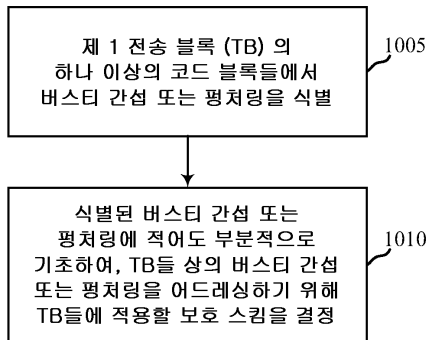 제 1 전송 블록 (TB) 의
하나 이상의 코드 블록들에서
버스티 간섭 또는 펑처링을 식별
1005
식별된 버스티 간섭 또는
펑처링에 적어도 부분적으로
기초하여, TB들 상의 버스티 간섭
또는 펑처링을 어드레싱하기 위해
TB들에 적용할 보호 스킴을 결정
1010